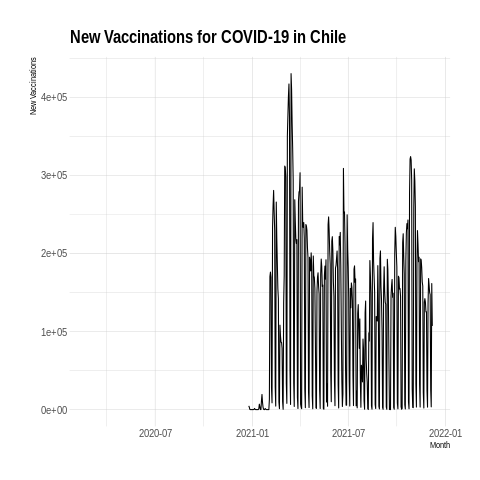 New Vaccinations for COVID-19 in Chile
New Vaccinations
4e+05
3e+05
2e+05
1e+05
0e+00
2020-07
2021-01
2021-07
2022-01
Month